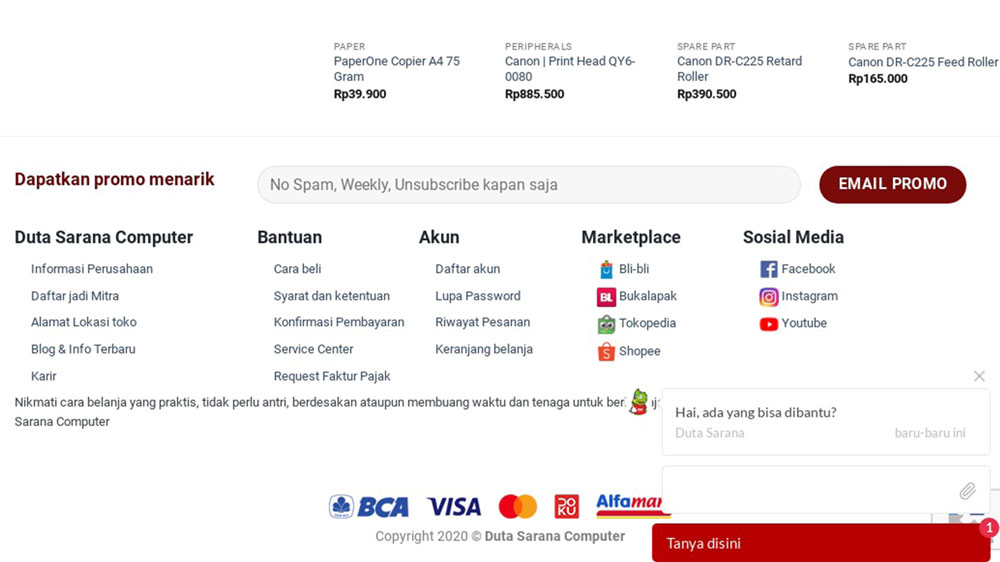 PAPER
PaperOne Copier A4 75
Gram
Rp39.900
PERIPHERALS
Canon | Print Head QY6-
0080
Rp885.500
SPARE PART
Canon DR-C225 Retard
Roller
Rp390.500
SPARE PART
Canon DR-C225 Feed Roller
Rp165.000
Dapatkan promo menarik
No Spam, Weekly, Unsubscribe kapan saja
EMAIL PROMO
Duta Sarana Computer
Informasi Perusahaan
Daftar jadi Mitra
Alamat Lokasi toko
Blog & Info Terbaru
Karir
Bantuan
Cara beli
Syarat dan ketentuan
Konfirmasi Pembayaran
Service Center
Request Faktur Pajak
Akun
Daftar akun
Lupa Password
Riwayat Pesanan
Keranjang belanja
Marketplace
Bli-bli
BL Bukalapak
Tokopedia
S Shopee
Sosial Media
Facebook
Instagram
Youtube
Nikmati cara belanja yang praktis, tidak perlu antri, berdesakan ataupun membuang waktu dan tenaga untuk
Sarana Computer
Hai, ada yang bisa dibantu?
Duta Sarana baru-baru ini
BCA VISA DOKU Alfamar
Copyright 2020 © Duta Sarana Computer
Tanya disini
1